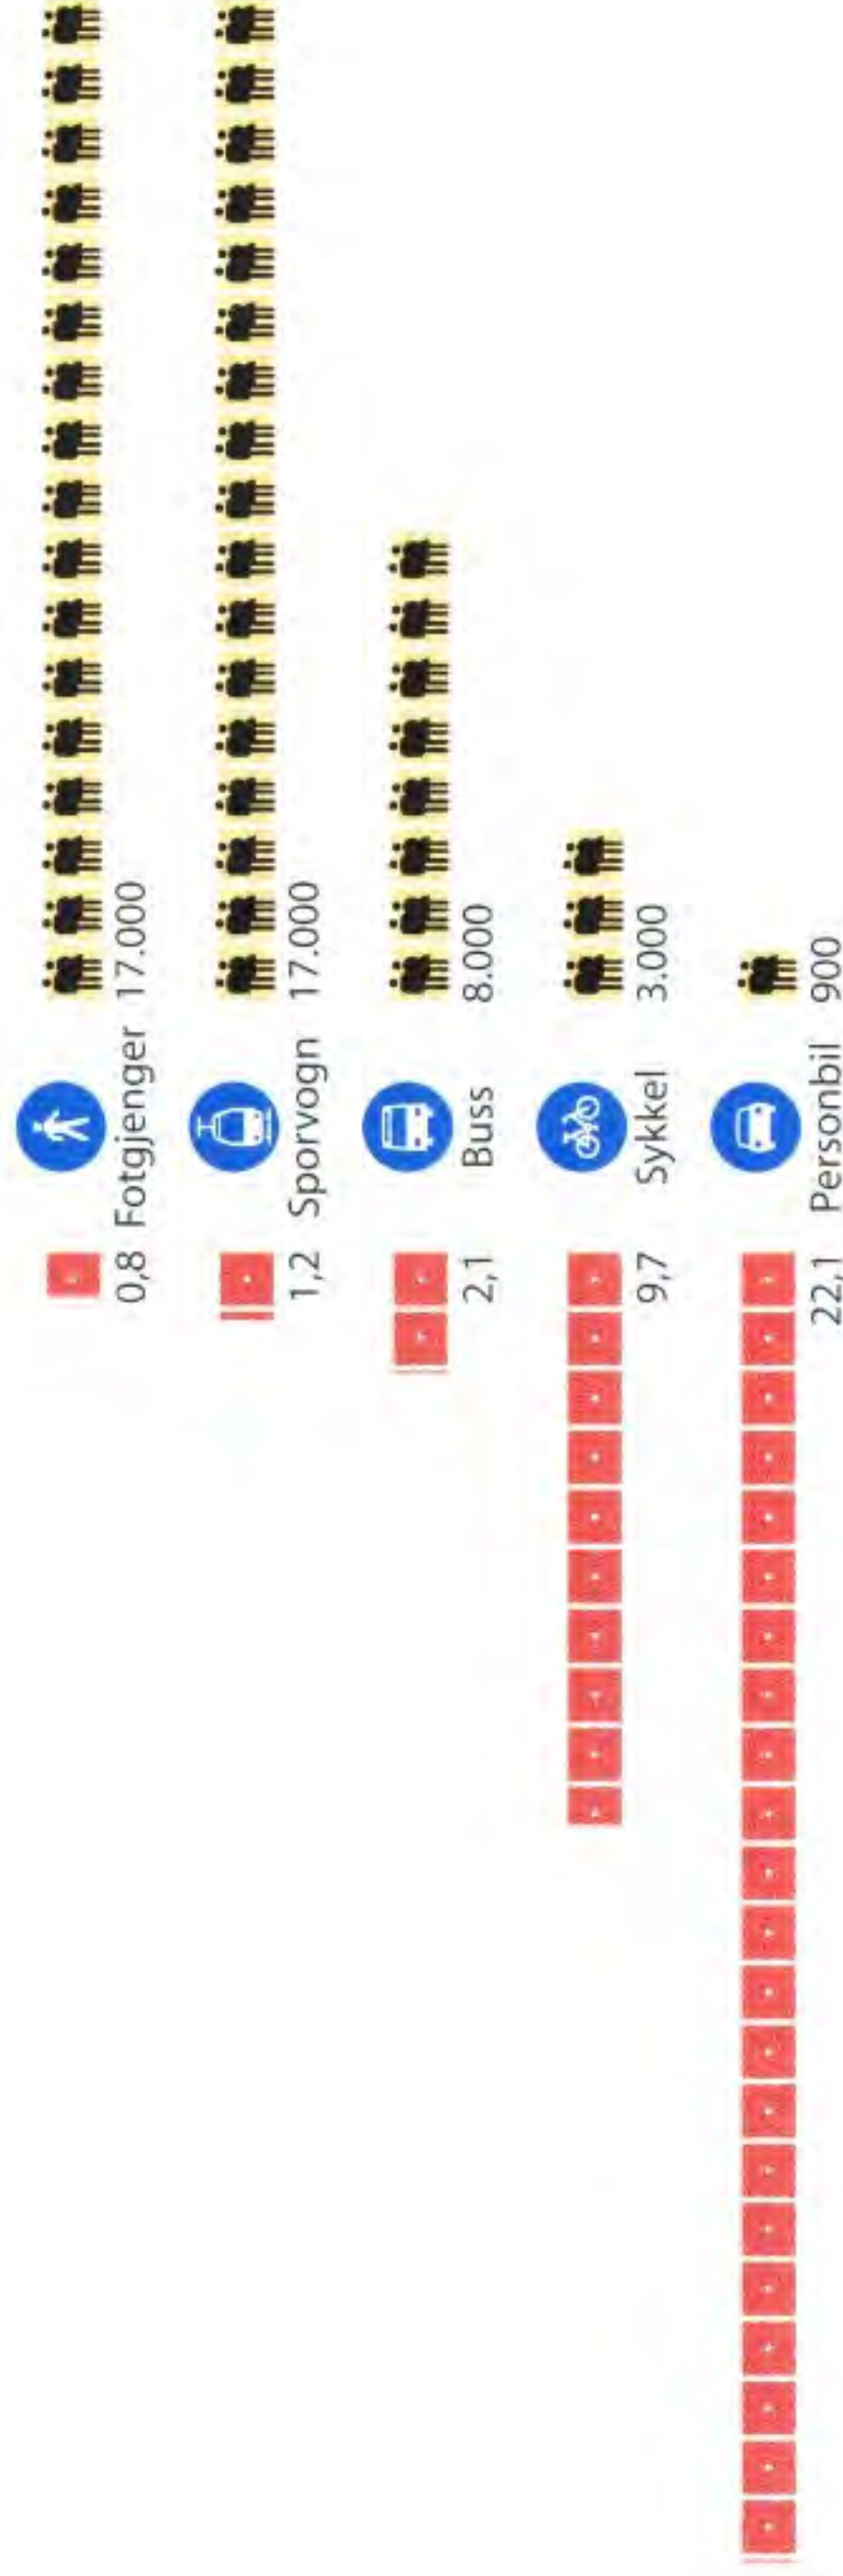 0,8 Fotgjenger 17.000
1,2 Sporvogn 17.000
2,1 Buss 8.000
9,7 Sykkel 3.000
22,1 Personbil 900